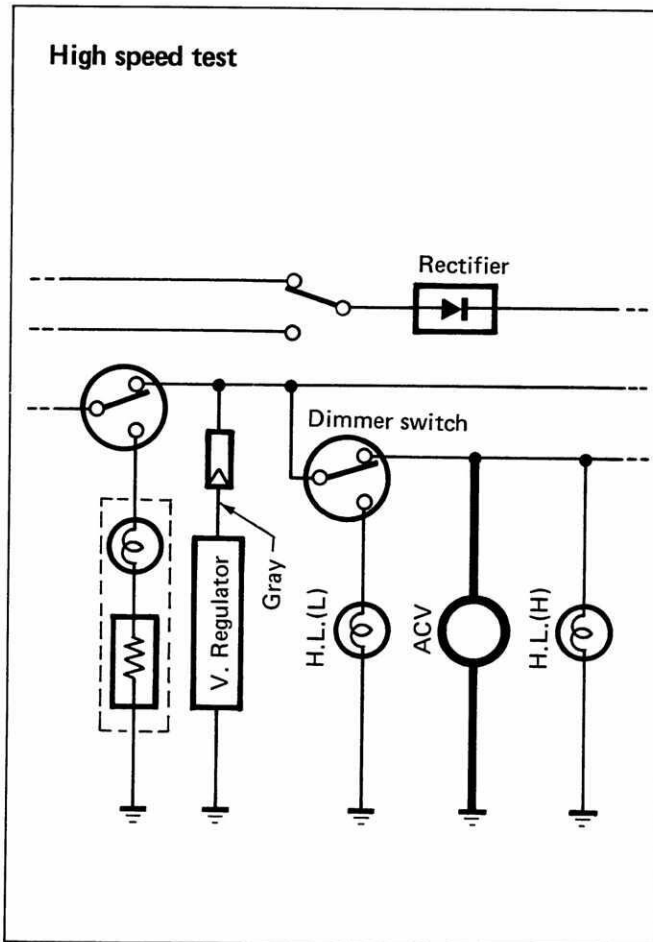 High speed test
Rectifier
Dimmer switch
Gray
V. Regulator
H.L.(L)
ACV
H.L.(H)